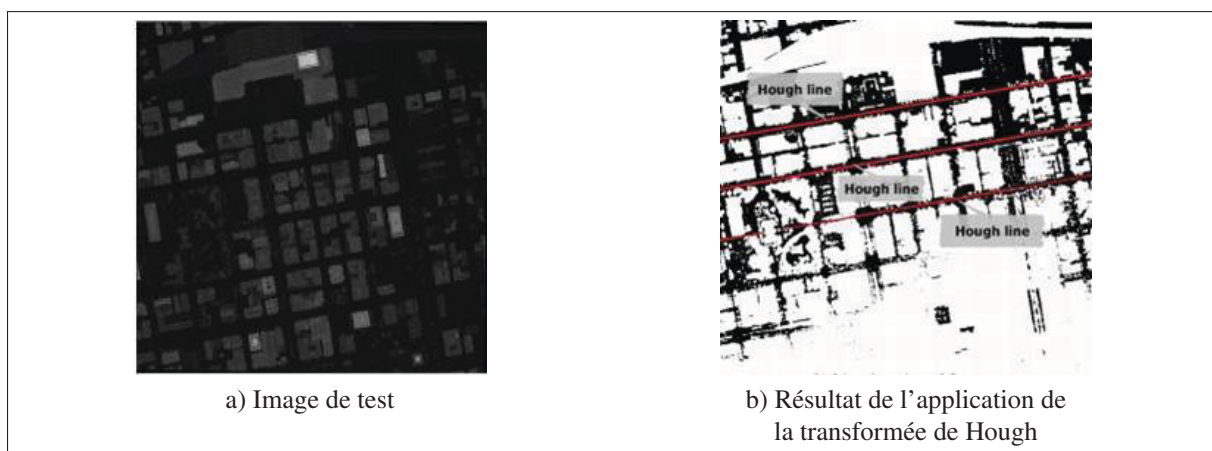 Hough line
Hough line
Hough line
a) Image de test
b) Résultat de l'application de
la transformée de Hough